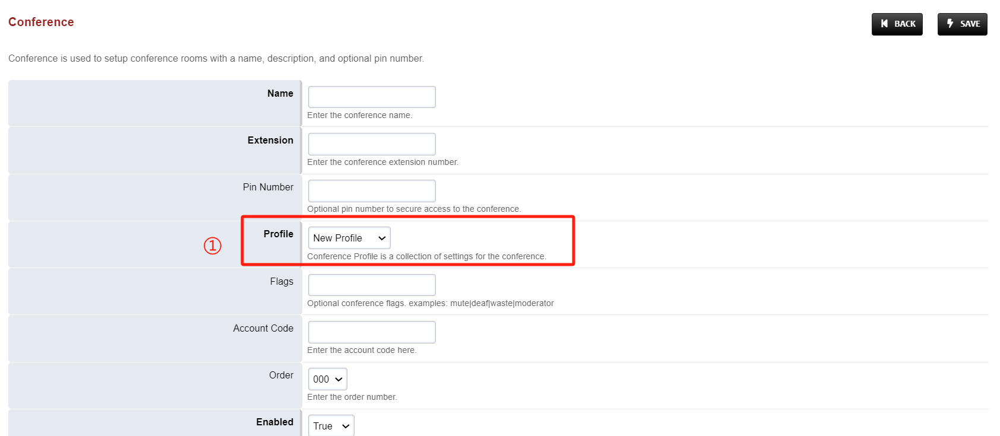 Conference
BACK
SAVE
Conference is used to setup conference rooms with a name, description, and optional pin number.
Name
Enter the conference name.
Extension
Enter the conference extension number.
Pin Number
Optional pin number to secure access to the conference.
①
Profile
New Profile
Conference Profile is a collection of settings for the conference.
Flags
Optional conference flags. examples: mute|deaf|waste|moderator
Account Code
Enter the account code here.
Order
000
Enter the order number.
Enabled
True